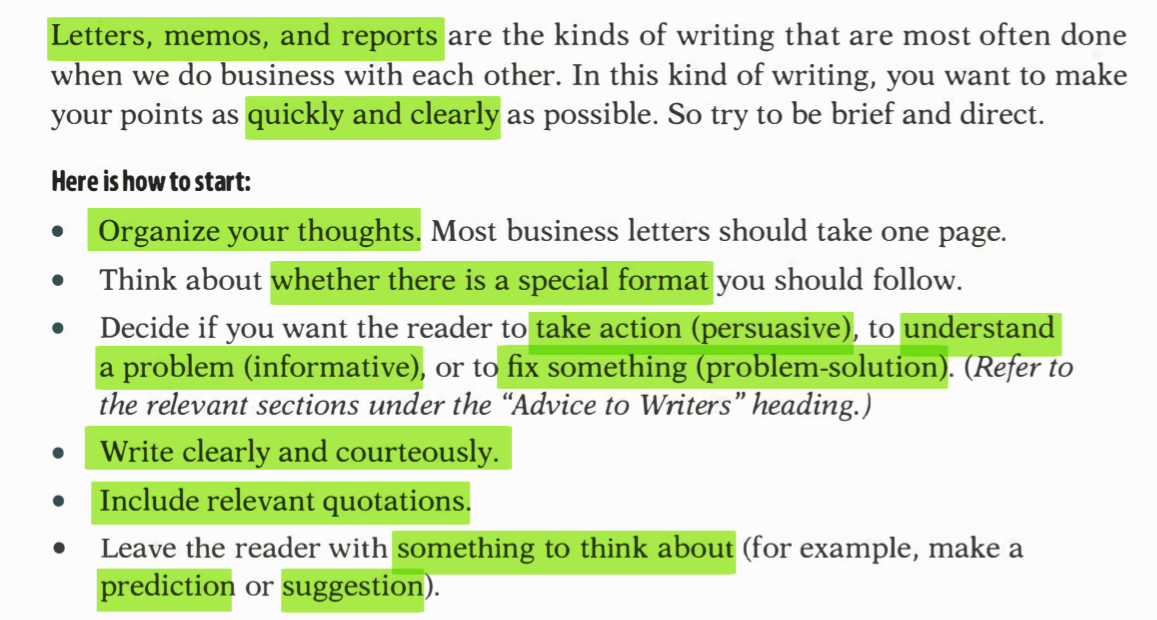 Letters, memos, and reports are the kinds of writing that are most often done
when we do business with each other. In this kind of writing, you want to make
your points as quickly and clearly as possible. So try to be brief and direct.
Here is how to start:
• Organize your thoughts. Most business letters should take one page.
• Think about whether there is a special format you should follow.
• Decide if you want the reader to take action (persuasive), to understand
a problem (informative), or to fix something (problem-solution). (Refer to
the relevant sections under the “Advice to Writers” heading.)
• Write clearly and courteously.
• Include relevant quotations.
• Leave the reader with something to think about (for example, make a
prediction or suggestion).